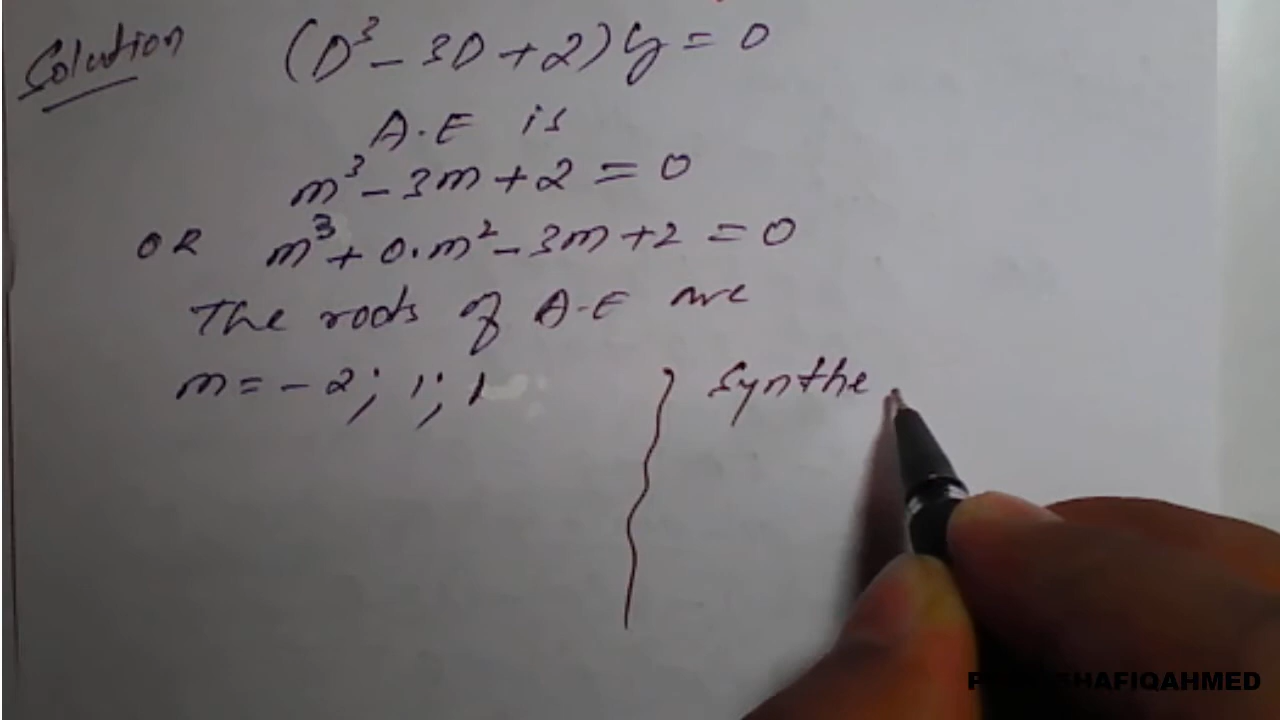 Solution (D³ - 3D + 2) y = 0
A.E is
m³ - 3m + 2 = 0
OR m³ + 0.m² - 3m + 2 = 0
The roots of A-E are
m = -2; 1; 1 } Synthe
HAFIQAHMED